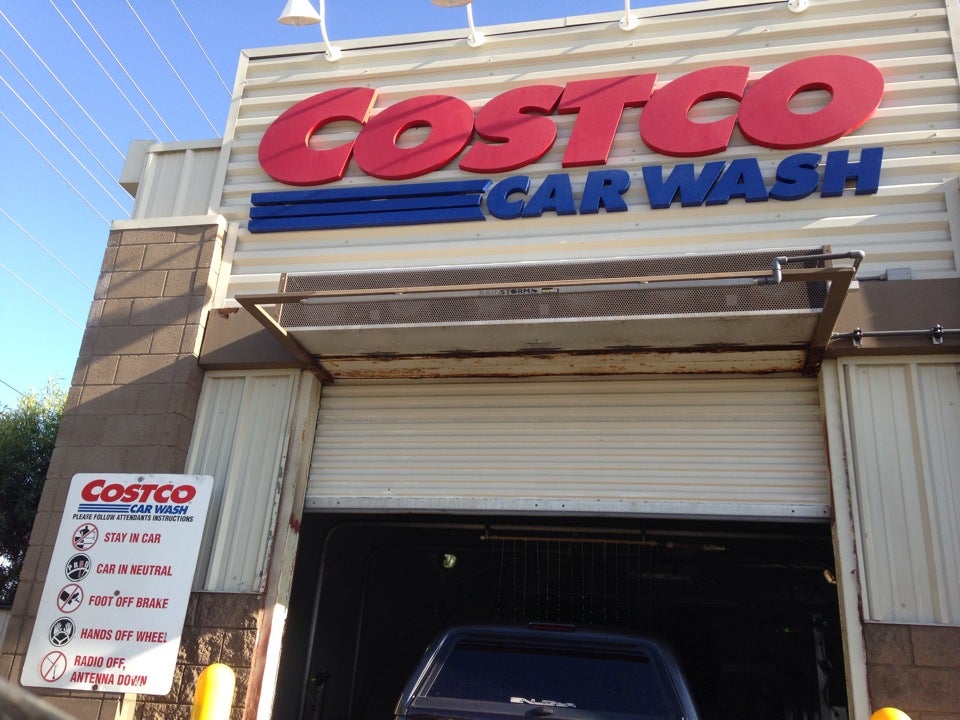 COSTCO
CAR WASH
COSTCO
CAR WASH
PLEASE FOLLOW ATTENDANTS INSTRUCTIONS
STAY IN CAR
CAR IN NEUTRAL
FOOT OFF BRAKE
HANDS OFF WHEEL
RADIO OFF,
ANTENNA DOWN